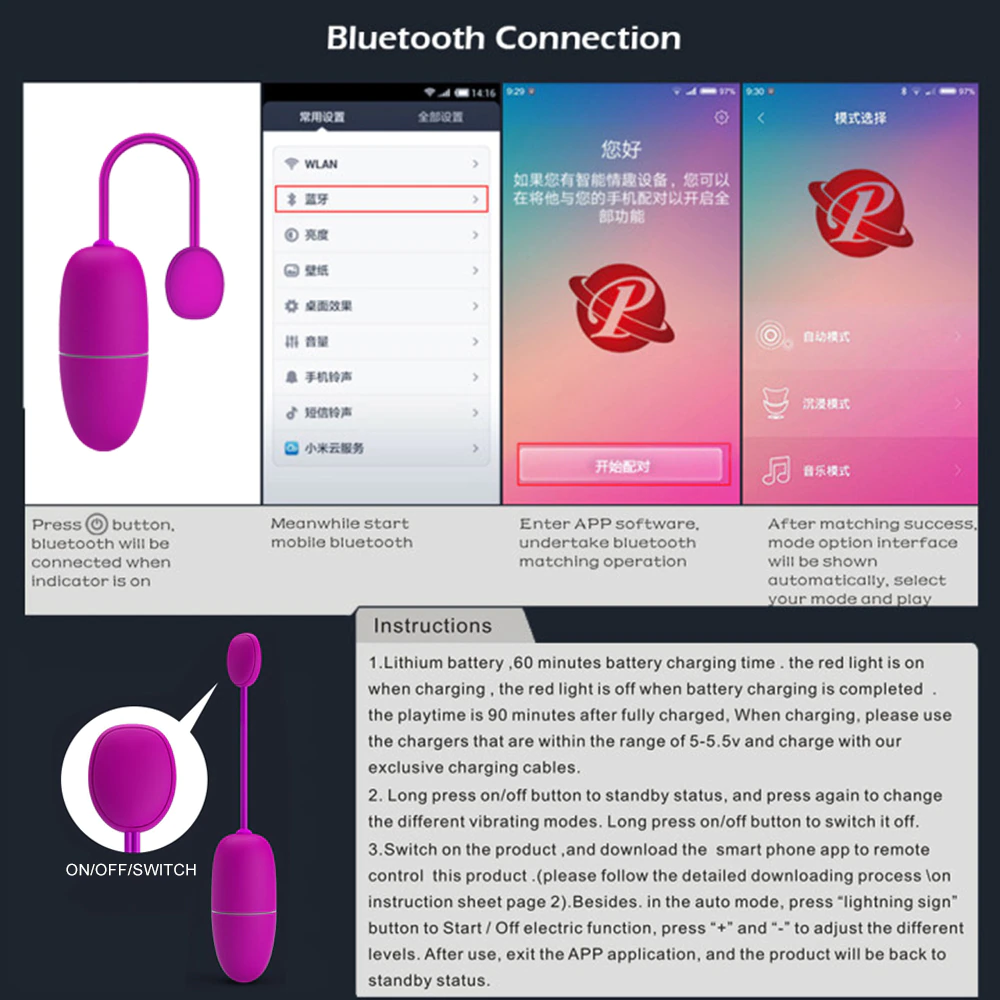 Bluetooth Connection
14:16
常用设置
全部设置
WLAN
蓝牙
亮度
壁纸
桌面效果
音量
手机铃声
短信铃声
小米云服务
9:29
97%
您好
如果您有智能情趣设备，您可以
在将他与您的手机配对以开启全
部功能
P
开始配对
9:30
97%
模式选择
P
自动模式
沉浸模式
音乐模式
Press button,
bluetooth will be
connected when
indicator is on
Meanwhile start
mobile bluetooth
Enter APP software,
undertake bluetooth
matching operation
After matching success,
mode option interface
will be shown
automatically, select
your mode and play
ON/OFF/SWITCH
Instructions
1.Lithium battery ,60 minutes battery charging time . the red light is on
when charging , the red light is off when battery charging is completed .
the playtime is 90 minutes after fully charged, When charging, please use
the chargers that are within the range of 5-5.5v and charge with our
exclusive charging cables.
2. Long press on/off button to standby status, and press again to change
the different vibrating modes. Long press on/off button to switch it off.
3.Switch on the product ,and download the smart phone app to remote
control this product .(please follow the detailed downloading process \on
instruction sheet page 2).Besides. in the auto mode, press “lightning sign”
button to Start / Off electric function, press “+” and “-” to adjust the different
levels. After use, exit the APP application, and the product will be back to
standby status.